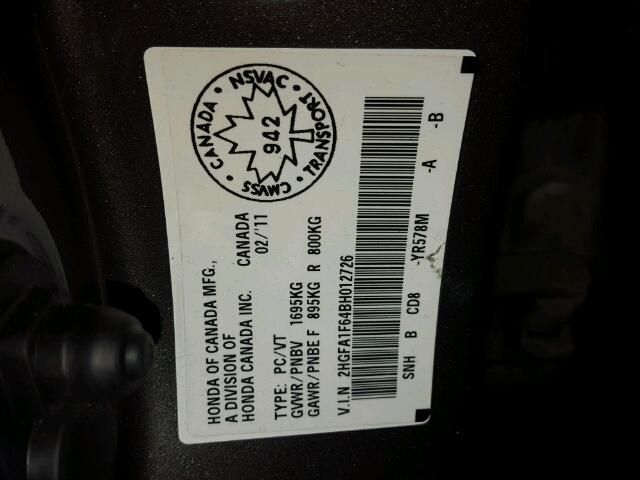 HONDA OF CANADA MFG.,
A DIVISION OF
HONDA CANADA INC. CANADA 02/'11
TYPE: PC/VT
GVWR/PNBV 1695KG
GAWR/PNBE F 895KG R 800KG
V.I.N 2HGFA1F64BH012726
SNH B CD8 -YR578M -A -B
CANADA · NSVAC · TRANSPORT · CMVSS ·
942